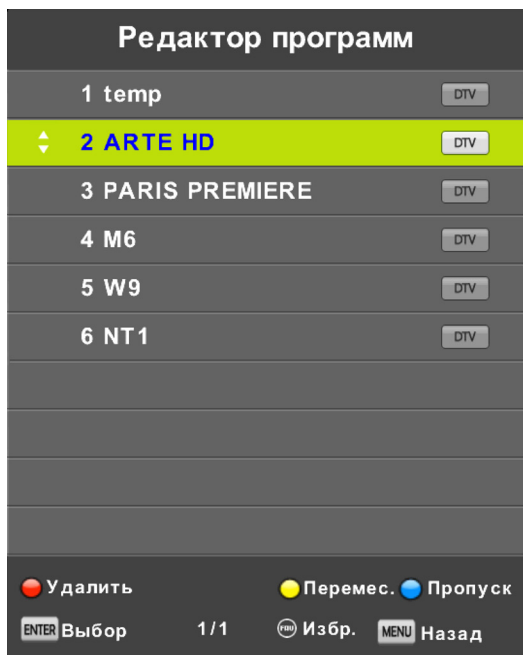 Редактор программ
1 temp DTV
2 ARTE HD DTV
3 PARIS PREMIERE DTV
4 M6 DTV
5 W9 DTV
6 NT1 DTV
Удалить Перемес. Пропуск
ENTER Выбор 1/1 FAV Избр. MENU Назад